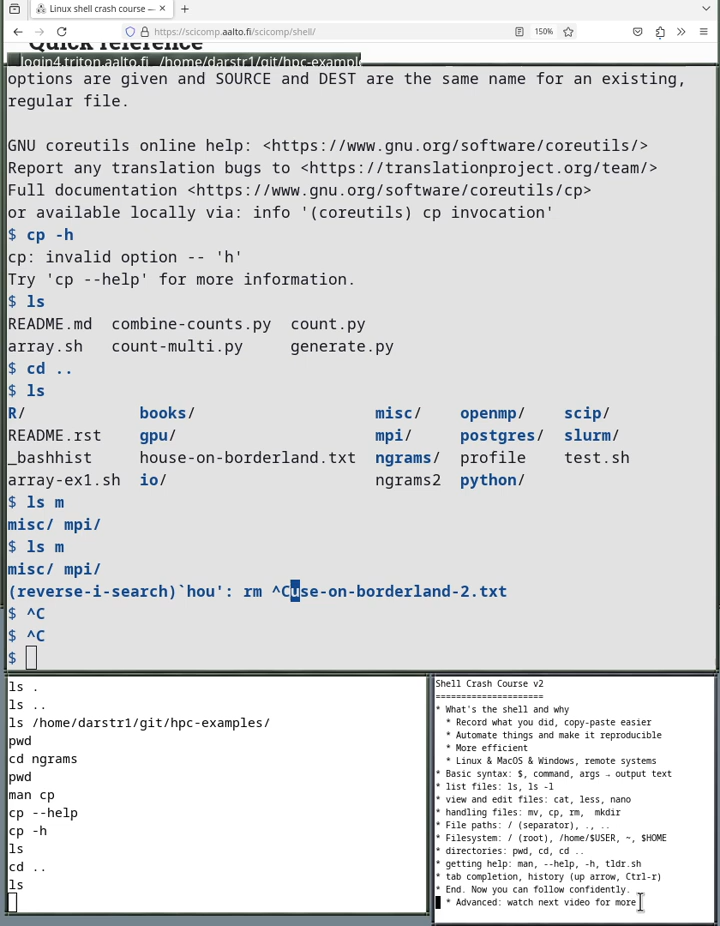 Linux shell crash course —
https://scicomp.aalto.fi/scicomp/shell/
150%
Quick reference
login4.triton.aalto.fi /home/darstr1/git/hpc-example
options are given and SOURCE and DEST are the same name for an existing,
regular file.
GNU coreutils online help: <https://www.gnu.org/software/coreutils/>
Report any translation bugs to <https://translationproject.org/team/>
Full documentation <https://www.gnu.org/software/coreutils/cp>
or available locally via: info '(coreutils) cp invocation'
$ cp -h
cp: invalid option -- 'h'
Try 'cp --help' for more information.
$ ls
README.md  combine-counts.py  count.py
array.sh   count-multi.py     generate.py
$ cd ..
$ ls
R/            books/                    misc/    openmp/    scip/
README.rst    gpu/                      mpi/     postgres/  slurm/
_bashhist     house-on-borderland.txt  ngrams/  profile    test.sh
array-ex1.sh  io/                       ngrams2  python/
$ ls m
misc/ mpi/
$ ls m
misc/ mpi/
(reverse-i-search)`hou': rm ^Cuse-on-borderland-2.txt
$ ^C
$ ^C
$
ls .
ls ..
ls /home/darstr1/git/hpc-examples/
pwd
cd ngrams
pwd
man cp
cp --help
cp -h
ls
cd ..
ls
Shell Crash Course v2
=====================
* What's the shell and why
  * Record what you did, copy-paste easier
  * Automate things and make it reproducible
  * More efficient
  * Linux & MacOS & Windows, remote systems
* Basic syntax: $, command, args → output text
* list files: ls, ls -l
* view and edit files: cat, less, nano
* handling files: mv, cp, rm,  mkdir
* File paths: / (separator), ., ..
* Filesystem: / (root), /home/$USER, ~, $HOME
* directories: pwd, cd, cd ..
* getting help: man, --help, -h, tldr.sh
* tab completion, history (up arrow, Ctrl-r)
* End. Now you can follow confidently.
  * Advanced: watch next video for more